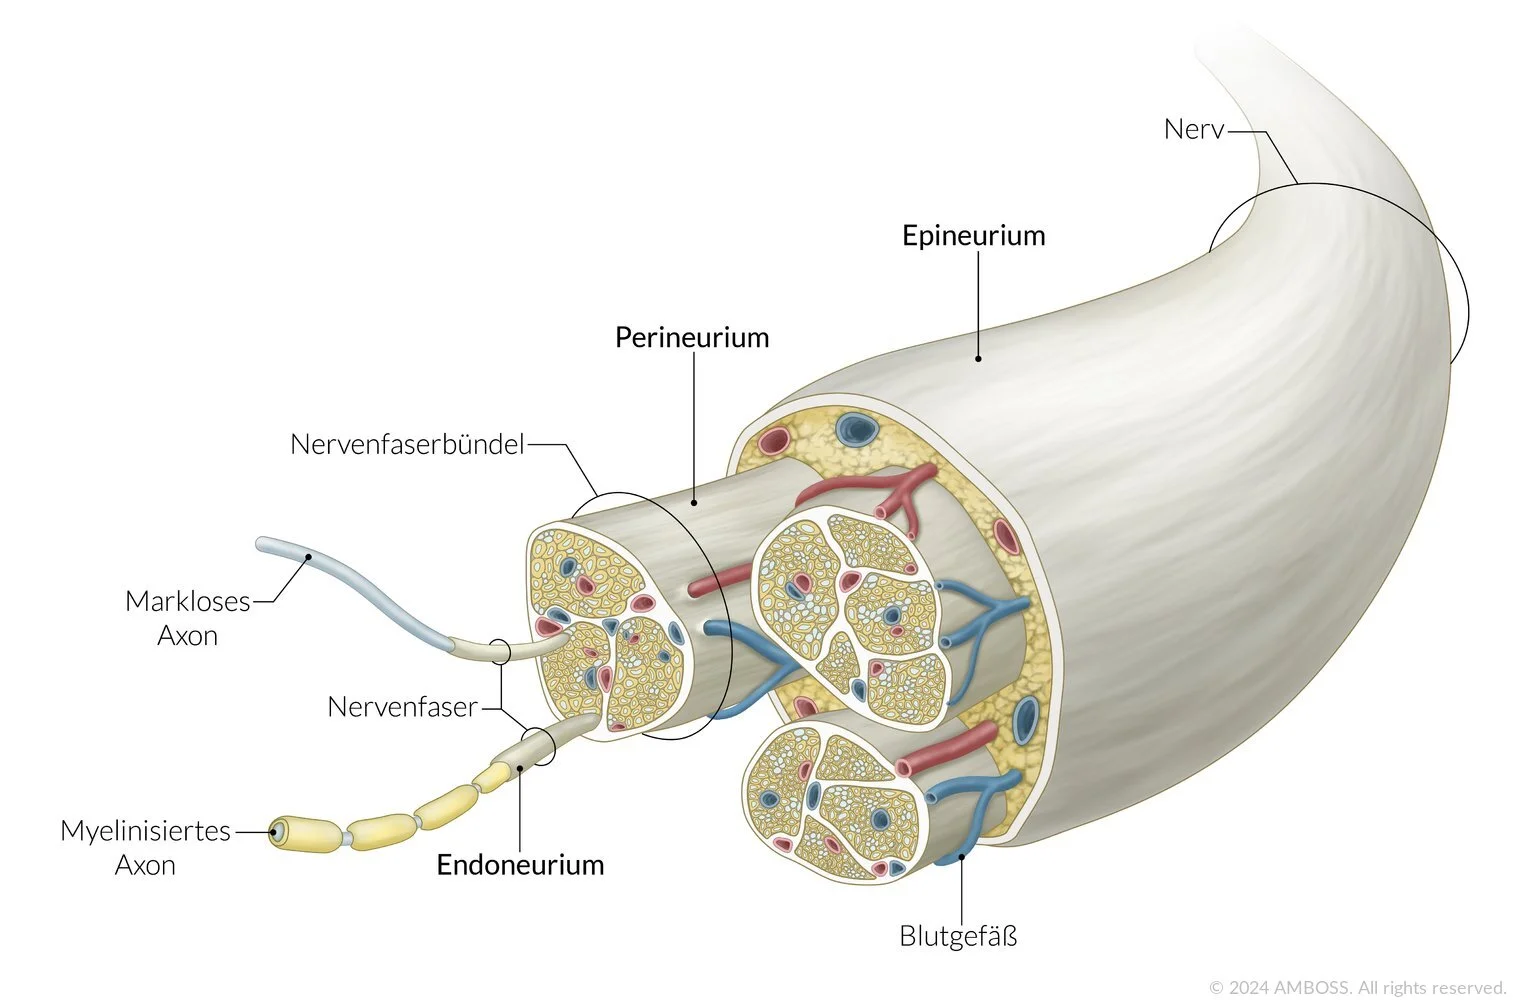 Nerv
Epineurium
Perineurium
Nervenfaserbündel
Markloses
Axon
Nervenfaser
Myelinisiertes
Axon
Endoneurium
Blutgefäß
© 2024 AMBOSS. All rights reserved.